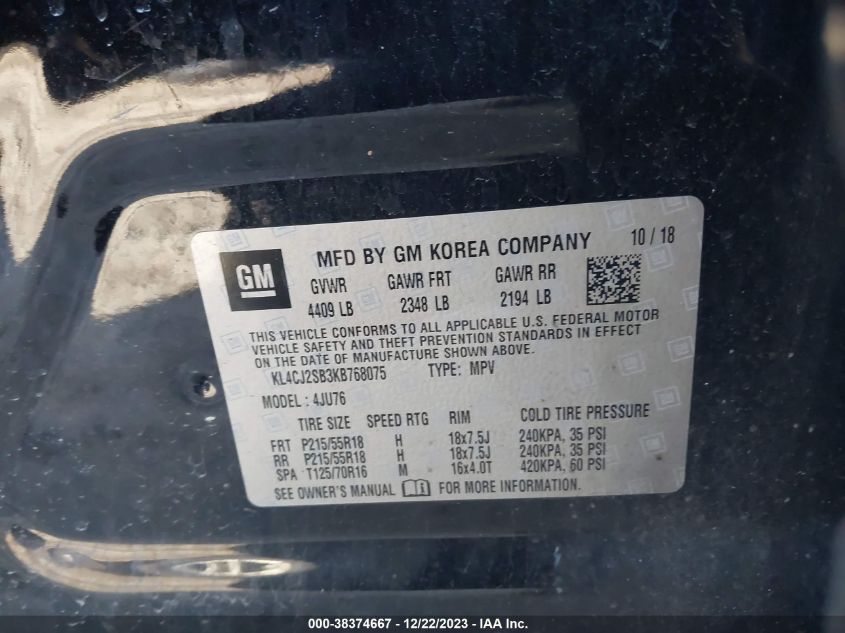 GM
MFD BY GM KOREA COMPANY 10 / 18
GVWR GAWR FRT GAWR RR
4409 LB 2348 LB 2194 LB
THIS VEHICLE CONFORMS TO ALL APPLICABLE U.S. FEDERAL MOTOR
VEHICLE SAFETY AND THEFT PREVENTION STANDARDS IN EFFECT
ON THE DATE OF MANUFACTURE SHOWN ABOVE.
KL4CJ2SB3KB768075 TYPE: MPV
MODEL: 4JU76
TIRE SIZE SPEED RTG RIM COLD TIRE PRESSURE
FRT P215/55R18 H 18x7.5J 240KPA, 35 PSI
RR P215/55R18 H 18x7.5J 240KPA, 35 PSI
SPA T125/70R16 M 16x4.0T 420KPA, 60 PSI
SEE OWNER'S MANUAL FOR MORE INFORMATION.
000-38374667 - 12/22/2023 - IAA Inc.